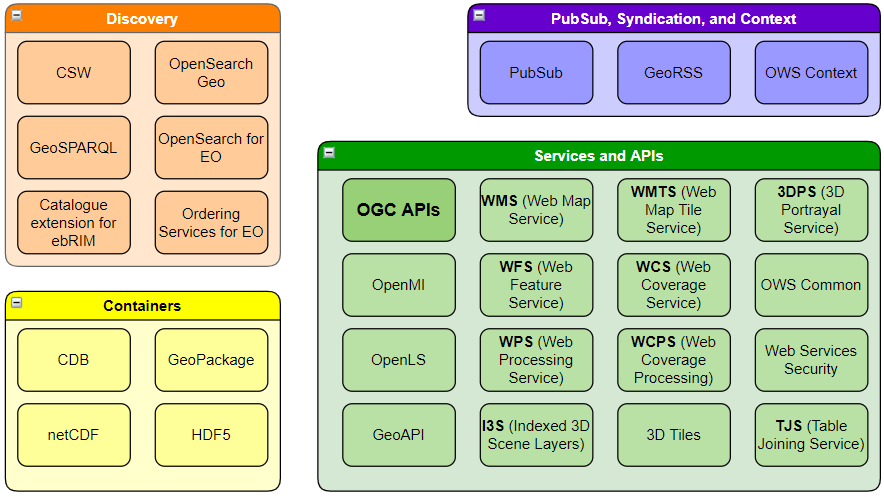 Discovery
CSW
OpenSearch
Geo
GeoSPARQL
OpenSearch for
EO
Catalogue
extension for
ebRIM
Ordering
Services for EO
PubSub, Syndication, and Context
PubSub
GeoRSS
OWS Context
Containers
CDB
GeoPackage
netCDF
HDF5
Services and APIs
OGC APIs
WMS (Web Map
Service)
WMTS (Web
Map Tile
Service)
3DPS (3D
Portrayal
Service)
OpenMI
WFS (Web
Feature
Service)
WCS (Web
Coverage
Service)
OWS Common
OpenLS
WPS (Web
Processing
Service)
WCPS (Web
Coverage
Processing)
Web Services
Security
GeoAPI
I3S (Indexed 3D
Scene Layers)
3D Tiles
TJS (Table
Joining Service)